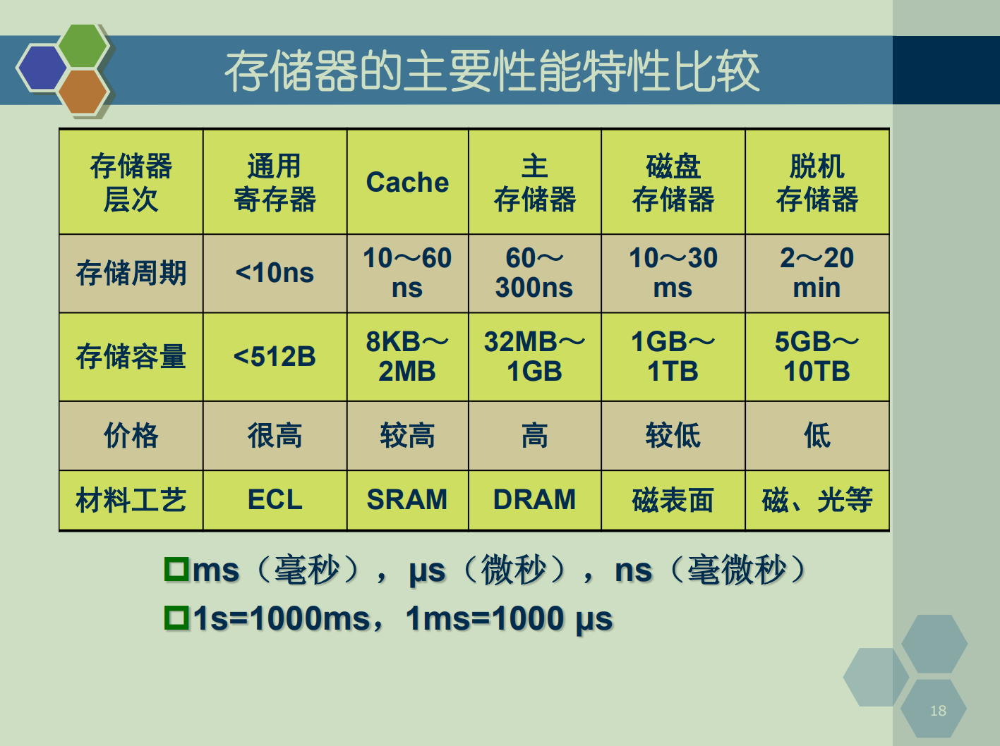 存储器的主要性能特性比较
存储器
层次
通用
寄存器
Cache
主
存储器
磁盘
存储器
脱机
存储器
存储周期
<10ns
10～60
ns
60～
300ns
10～30
ms
2～20
min
存储容量
<512B
8KB～
2MB
32MB～
1GB
1GB～
1TB
5GB～
10TB
价格
很高
较高
高
较低
低
材料工艺
ECL
SRAM
DRAM
磁表面
磁、光等
ms（毫秒），μs（微秒），ns（毫微秒）
1s=1000ms，1ms=1000 μs
18